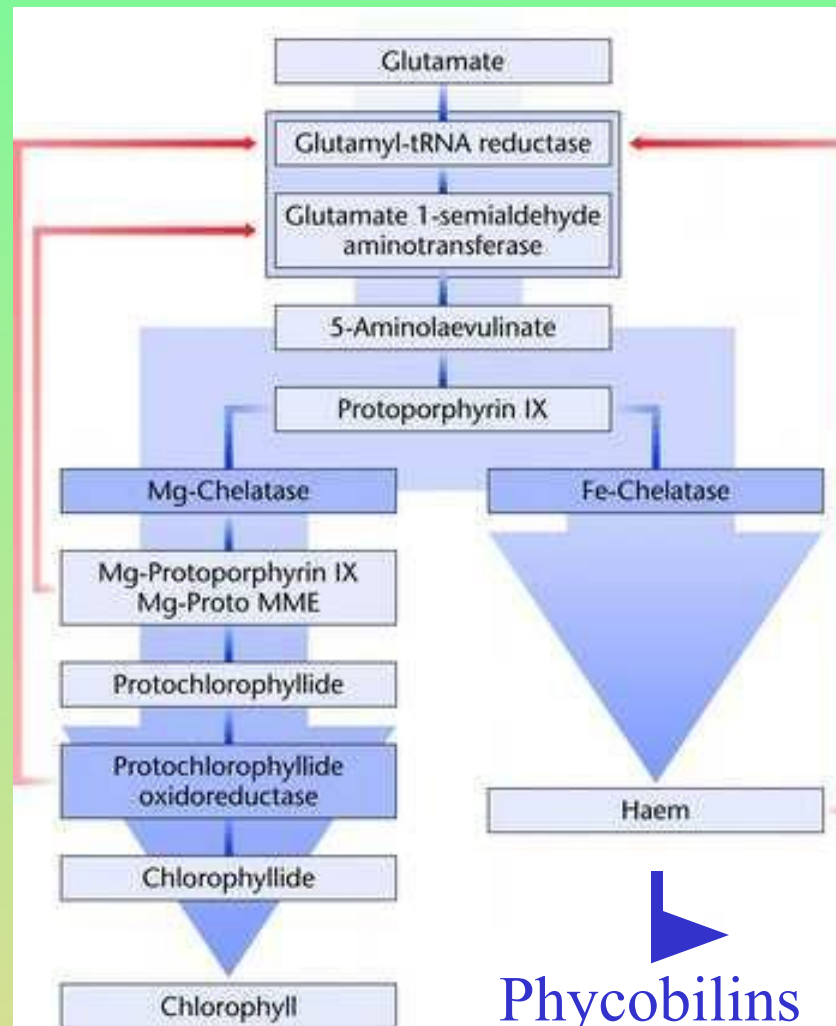 Glutamate
Glutamyl-tRNA reductase
Glutamate 1-semialdehyde
aminotransferase
5-Aminolaevulinate
Protoporphyrin IX
Mg-Chelatase
Fe-Chelatase
Mg-Protoporphyrin IX
Mg-Proto MME
Protochlorophyllide
Protochlorophyllide
oxidoreductase
Haem
Chlorophyllide
Chlorophyll
Phycobilins